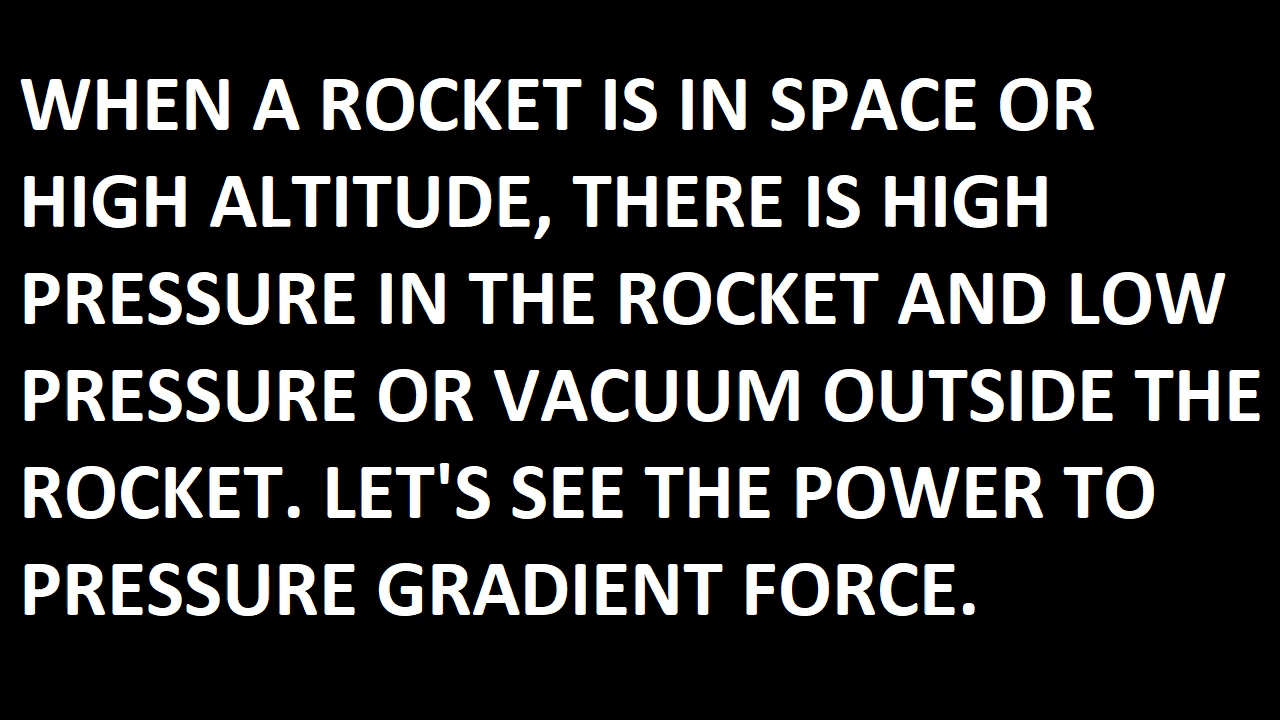 WHEN A ROCKET IS IN SPACE OR
HIGH ALTITUDE, THERE IS HIGH
PRESSURE IN THE ROCKET AND LOW
PRESSURE OR VACUUM OUTSIDE THE
ROCKET. LET'S SEE THE POWER TO
PRESSURE GRADIENT FORCE.